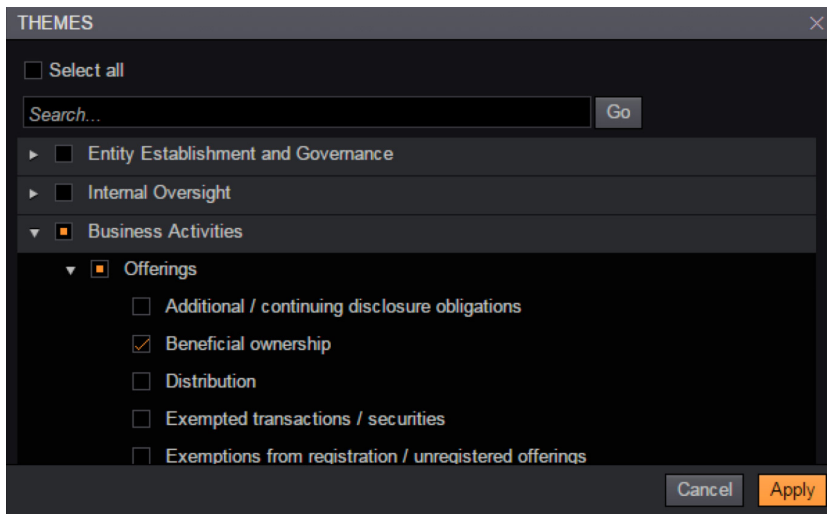 THEMES
Select all
Search...
Go
Entity Establishment and Governance
Internal Oversight
Business Activities
Offerings
Additional / continuing disclosure obligations
Beneficial ownership
Distribution
Exempted transactions / securities
Exemptions from registration / unregistered offerings
Cancel
Apply